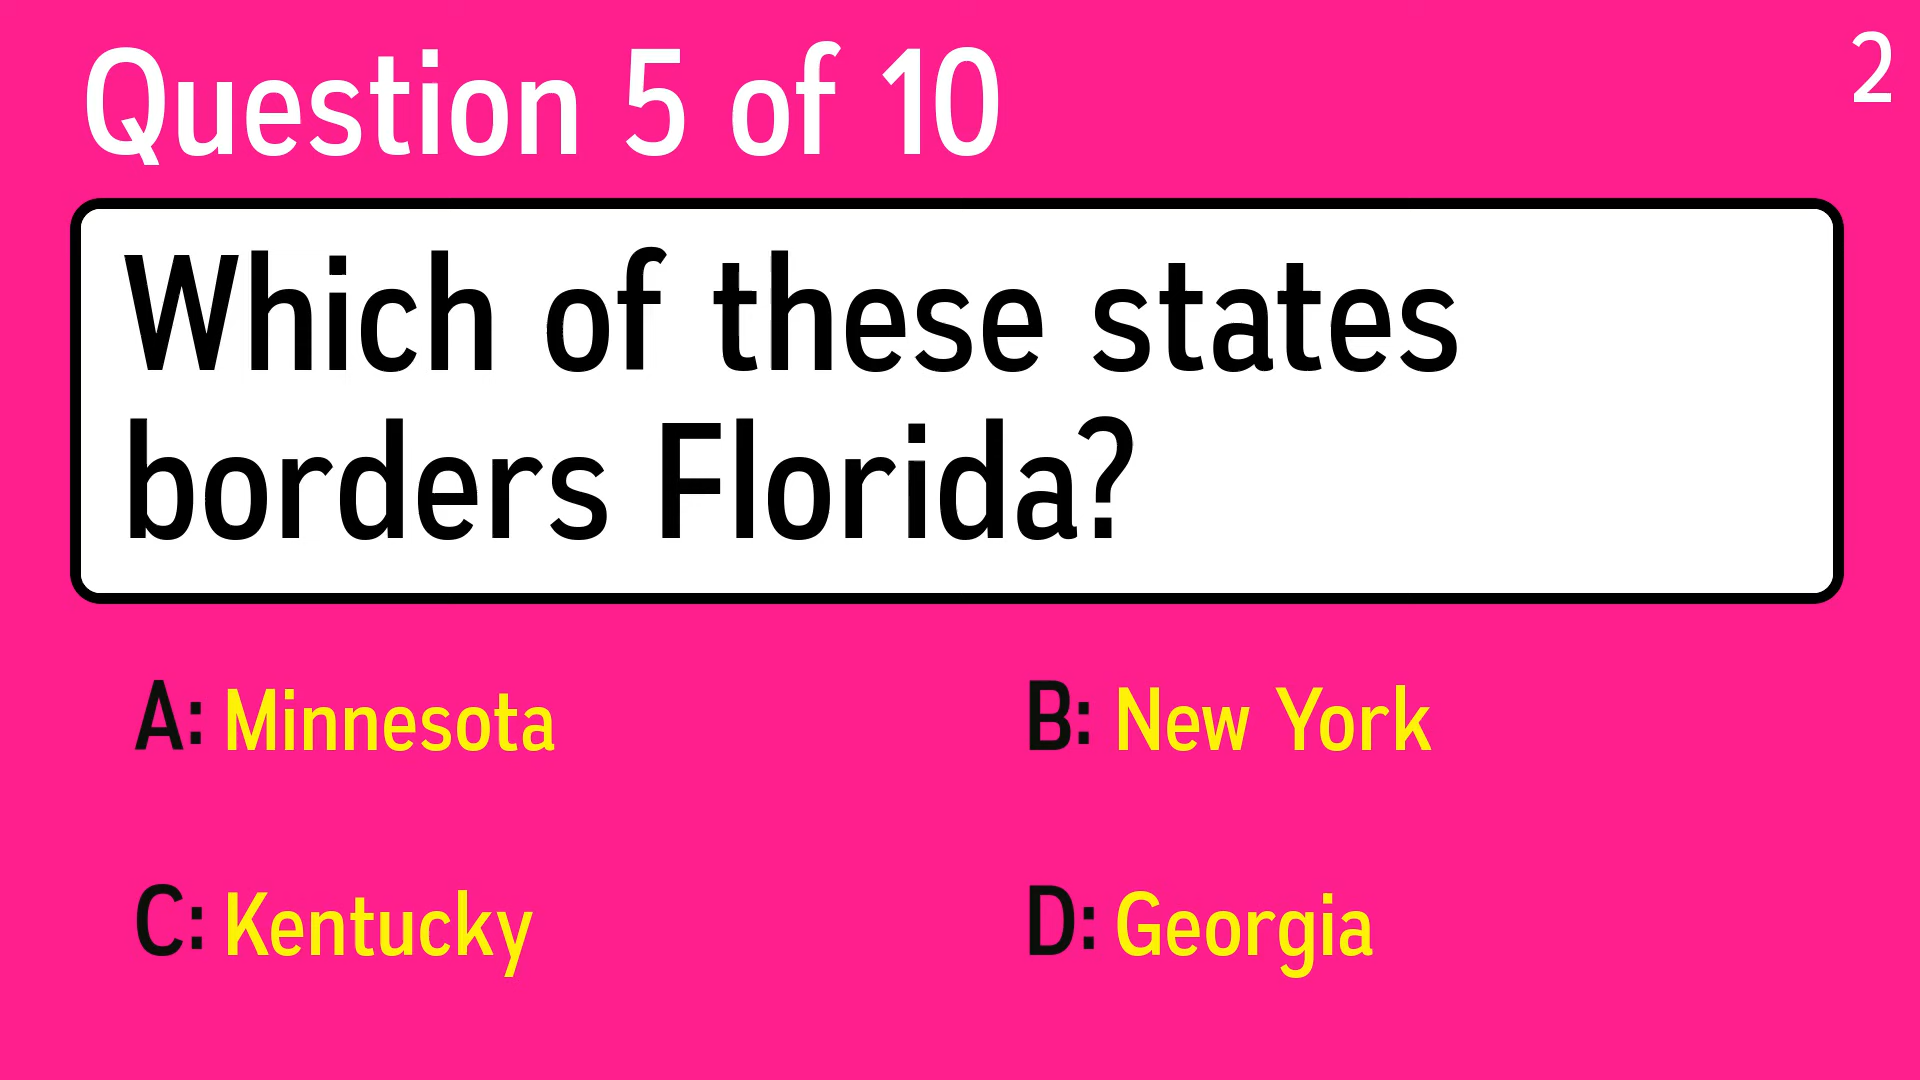 Question 5 of 10
2
Which of these states
borders Florida?
A: Minnesota
B: New York
C: Kentucky
D: Georgia